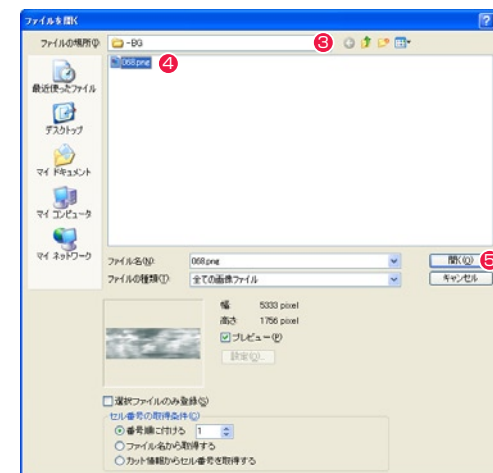 ファイルを開く
ファイルの場所(I):
-BG
3
068.png
4
最近使ったファイル
デスクトップ
マイ ドキュメント
マイ コンピュータ
マイ ネットワーク
ファイル名(N):
068.png
開く(O)
5
ファイルの種類(T):
全ての画像ファイル
キャンセル
幅 5333 pixel
高さ 1756 pixel
プレビュー(P)
設定(O)...
選択ファイルのみ登録(S)
セル番号の取得条件(C)
番号順に付ける 1
ファイル名から取得する
カット情報からセル番号を取得する